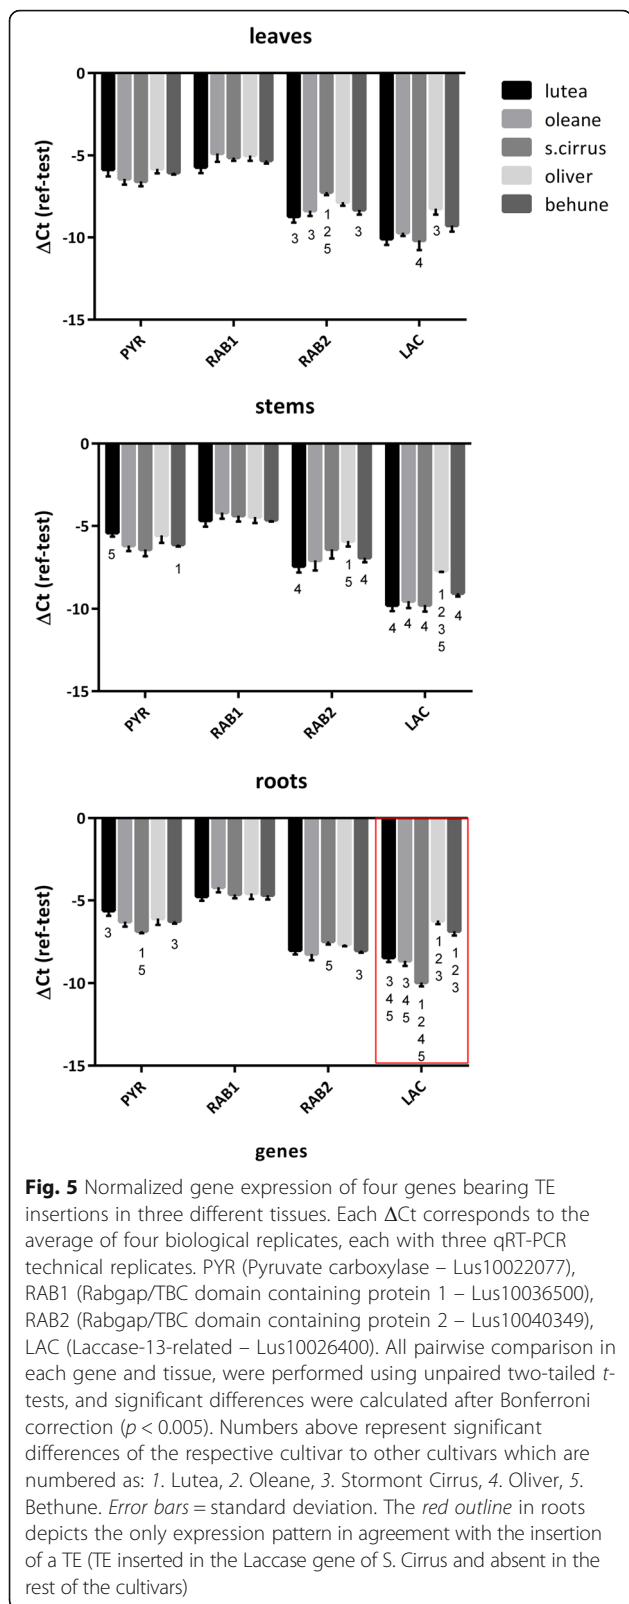 leaves
0
-5
-10
-15
ΔCt (ref-test)
3 3 1 3 4 3
2
5
PYR RAB1 RAB2 LAC
lutea
oleane
s.cirrus
oliver
behune
stems
0
-5
-10
-15
ΔCt (ref-test)
5 1 4 1 4 4 4 4 1 4
5 2
3
5
PYR RAB1 RAB2 LAC
roots
0
-5
-10
-15
ΔCt (ref-test)
3 1 3 5 3 3 3 1 1 1
5 4 4 2 2 2
5 5 4 3 3
5
PYR RAB1 RAB2 LAC
genes
Fig. 5 Normalized gene expression of four genes bearing TE
insertions in three different tissues. Each ΔCt corresponds to the
average of four biological replicates, each with three qRT-PCR
technical replicates. PYR (Pyruvate carboxylase – Lus10022077),
RAB1 (Rabgap/TBC domain containing protein 1 – Lus10036500),
RAB2 (Rabgap/TBC domain containing protein 2 – Lus10040349),
LAC (Laccase-13-related – Lus10026400). All pairwise comparison in
each gene and tissue, were performed using unpaired two-tailed t-
tests, and significant differences were calculated after Bonferroni
correction (p < 0.005). Numbers above represent significant
differences of the respective cultivar to other cultivars which are
numbered as: 1. Lutea, 2. Oleane, 3. Stormont Cirrus, 4. Oliver, 5.
Bethune. Error bars = standard deviation. The red outline in roots
depicts the only expression pattern in agreement with the insertion
of a TE (TE inserted in the Laccase gene of S. Cirrus and absent in the
rest of the cultivars)